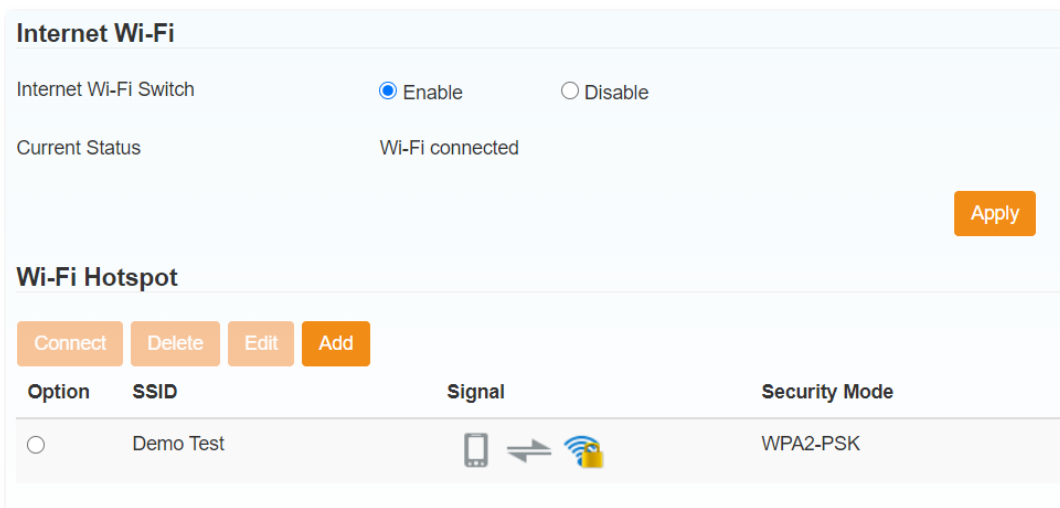 Internet Wi-Fi
Internet Wi-Fi Switch Enable Disable
Current Status Wi-Fi connected
Apply
Wi-Fi Hotspot
Connect Delete Edit Add
Option SSID Signal Security Mode
Demo Test WPA2-PSK